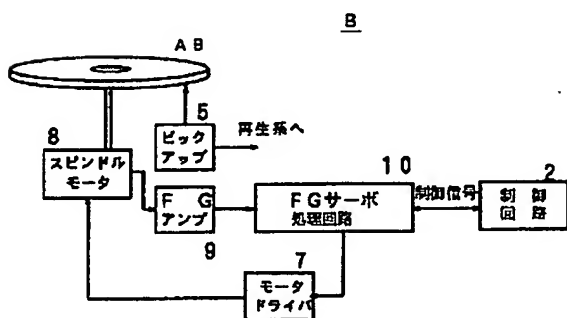 B
A B
5
ピック
アップ
再生系へ
8
スピンドル
モータ
F G
アンプ
9
10
FGサーボ
処理回路
制御信号
2
制御
回路
7
モータ
ドライバ